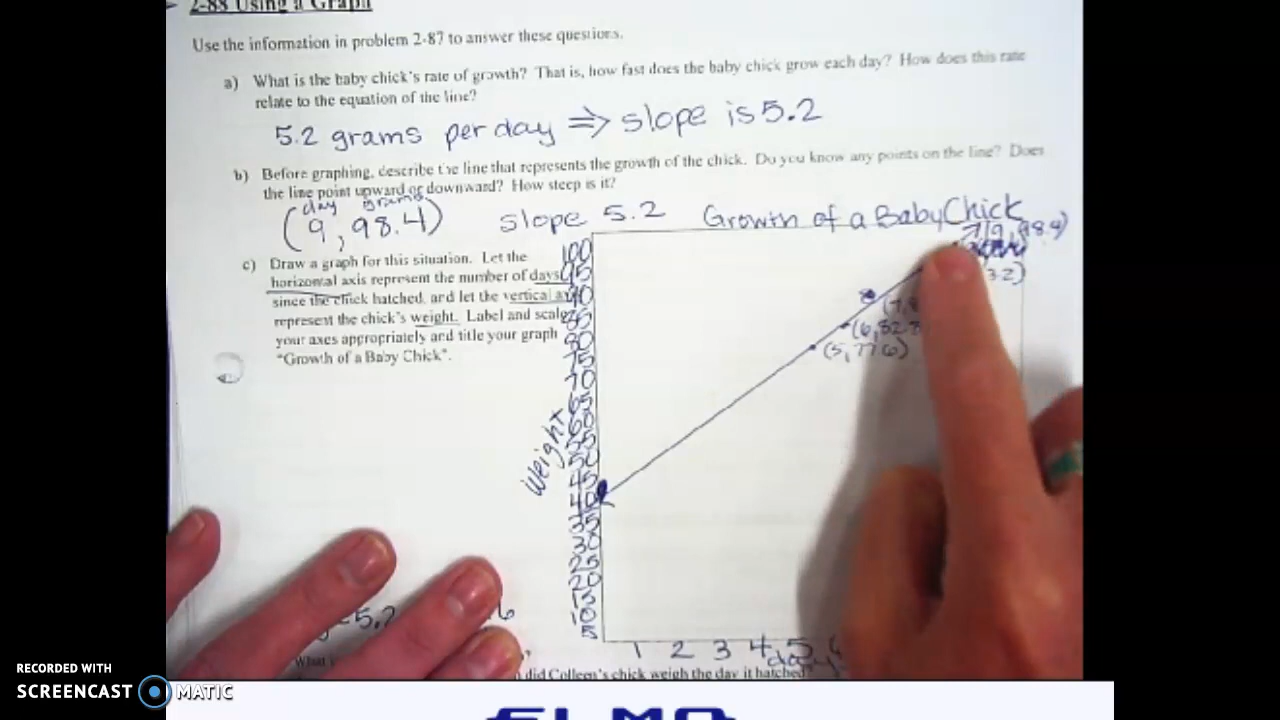 2-88 Using a Graph
Use the information in problem 2-87 to answer these questions.
a) What is the baby chick's rate of growth? That is, how fast does the baby chick grow each day? How does this rate
relate to the equation of the line?
5.2 grams per day ⇒ slope is 5.2
b) Before graphing, describe the line that represents the growth of the chick. Do you know any points on the line? Does
the line point upward or downward? How steep is it?
day grams
(9, 98.4) slope 5.2
Growth of a Baby Chick
c) Draw a graph for this situation. Let the
horizontal axis represent the number of days
since the chick hatched, and let the vertical
represent the chick's weight. Label and scale
your axes appropriately and title your graph
"Growth of a Baby Chick".
(9, 98.4)
(6, 82.8
(5, 77.6)
Weight
100
95
90
85
80
75
70
65
60
55
50
45
40
35
30
25
20
15
10
5
1 2 3 4 5 6
days
5.2
did Colleen's chick weigh the day it hatched?
RECORDED WITH
SCREENCAST MATIC
ELMO